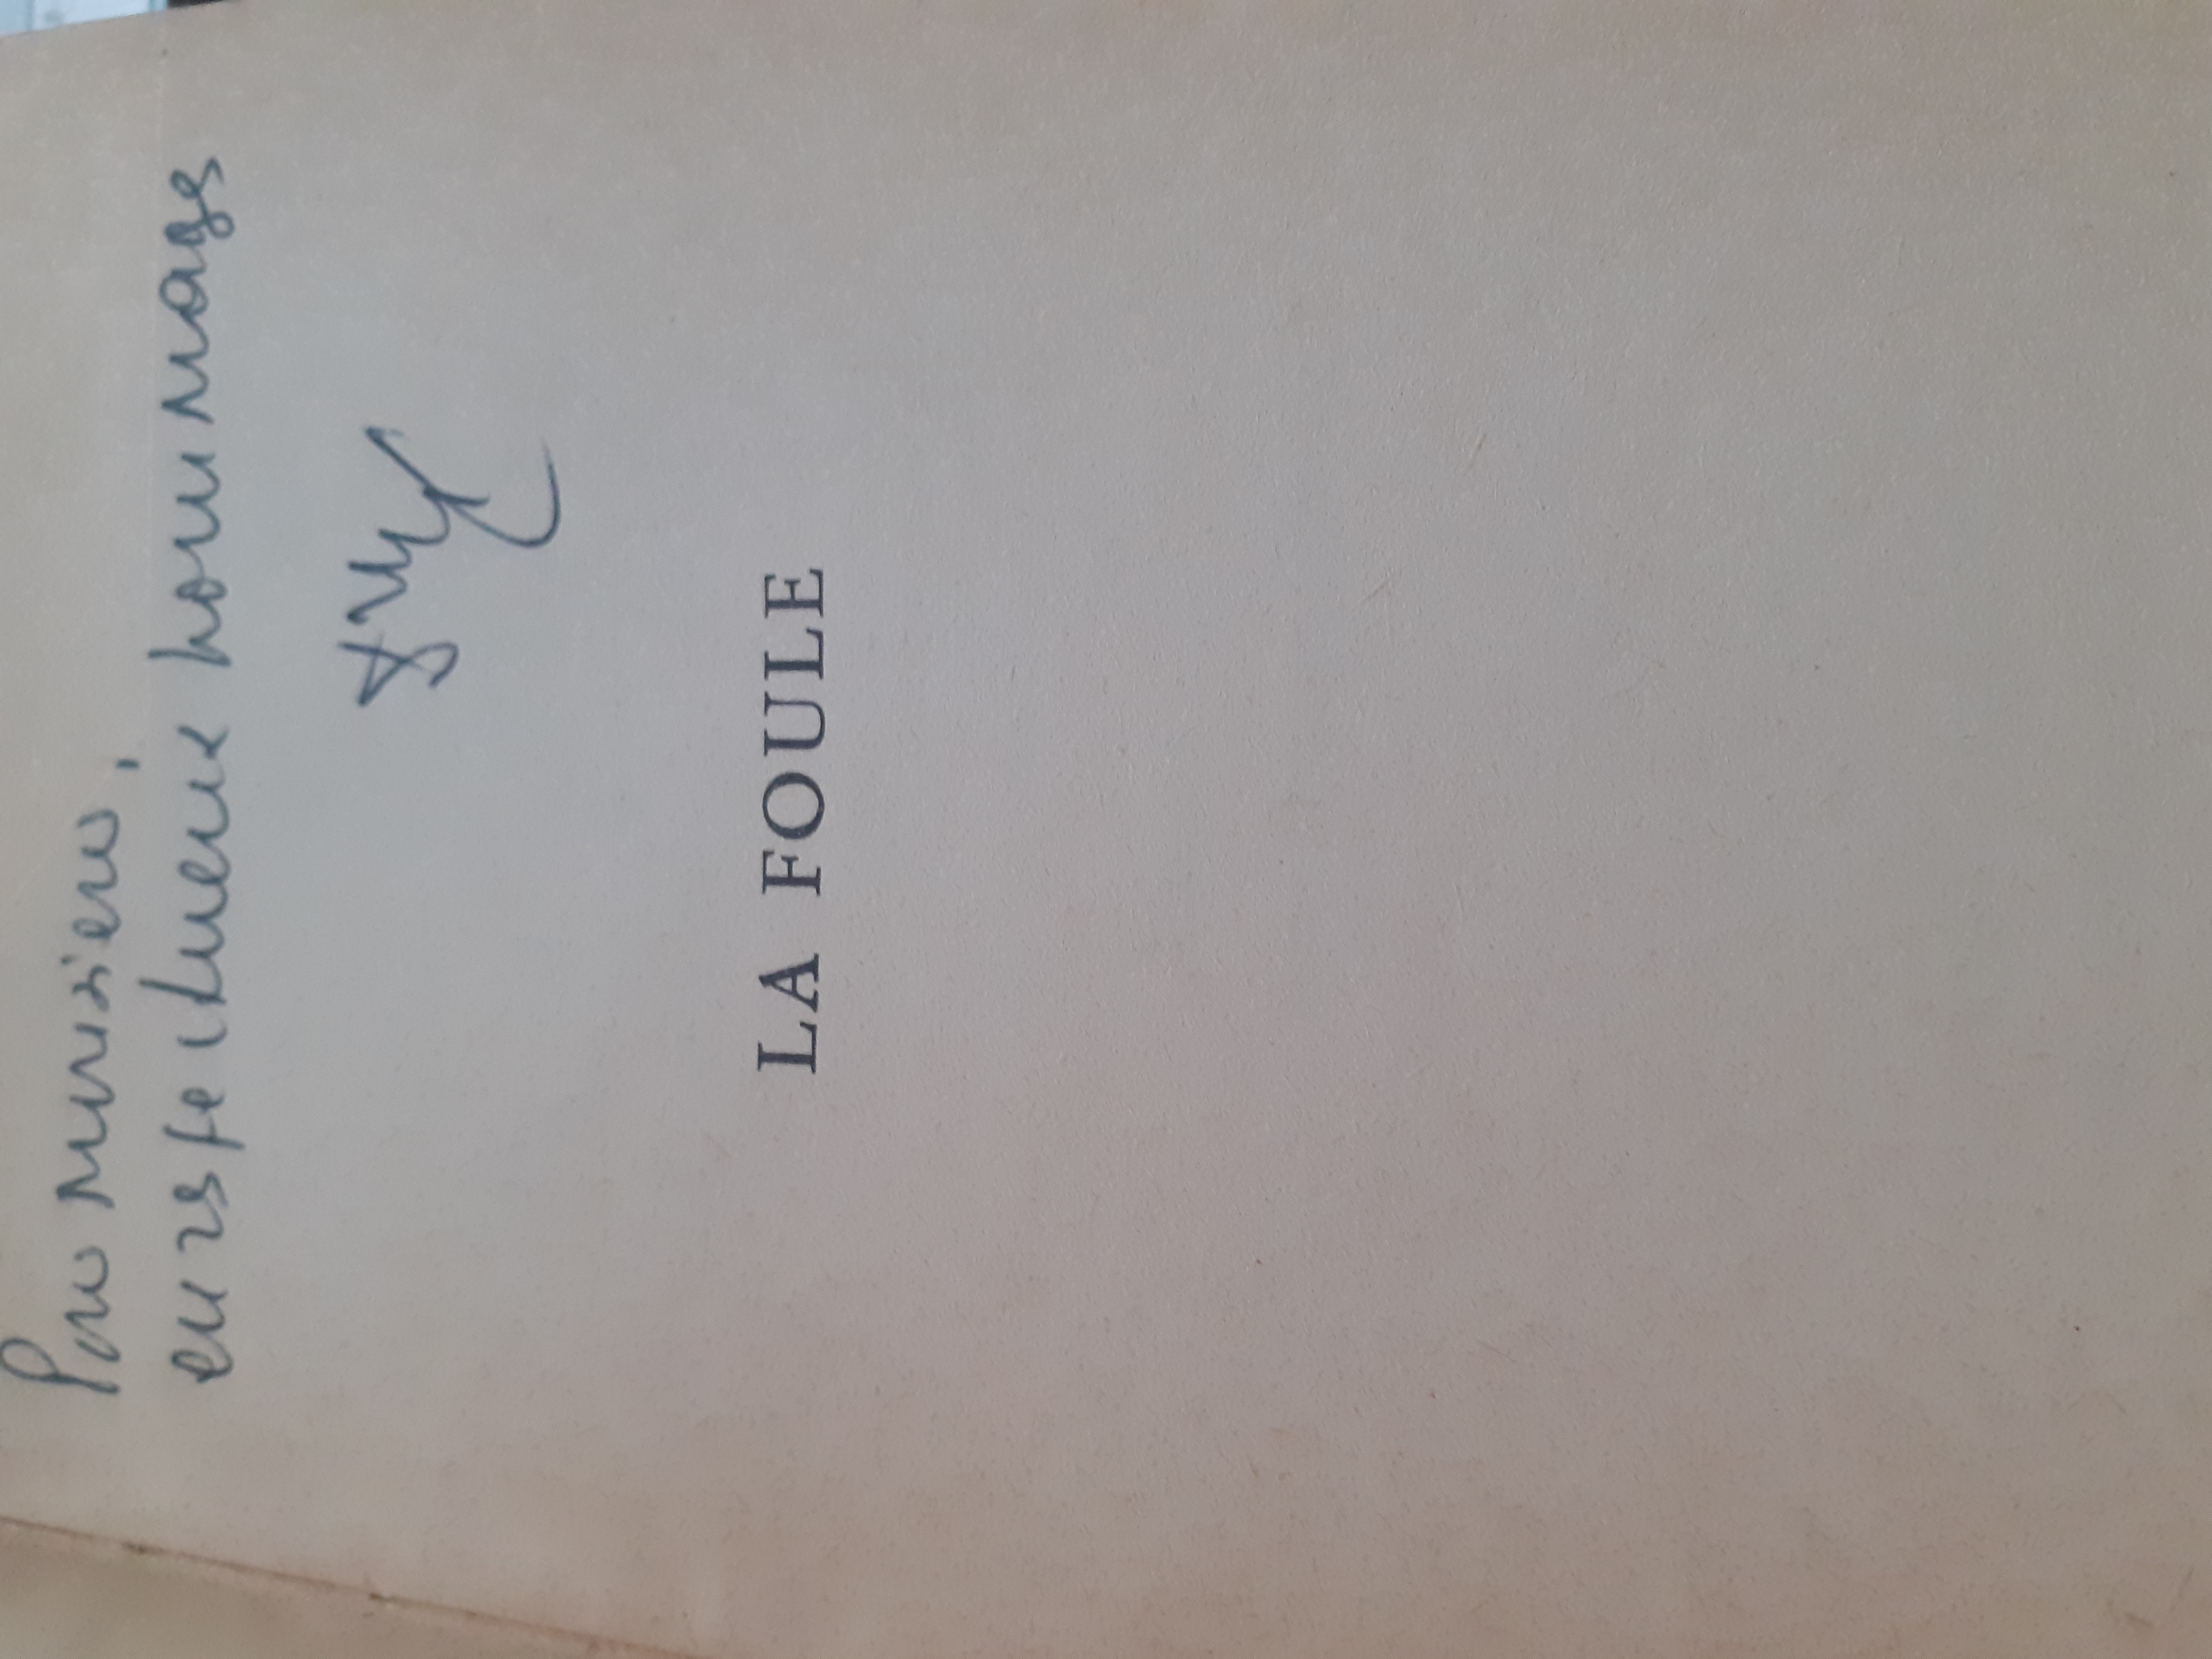 Pour monsieur,
en respectueux hommage
LA FOULE